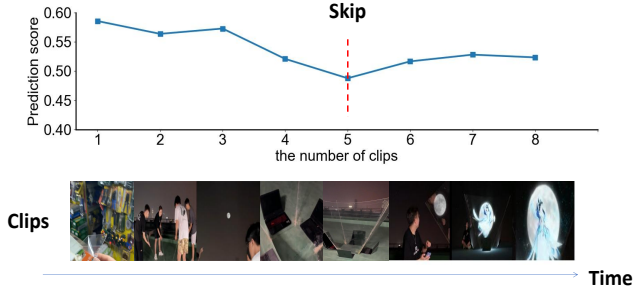 Skip
Prediction score
0.60
0.55
0.50
0.45
0.40
1 2 3 4 5 6 7 8
the number of clips
Clips
Time